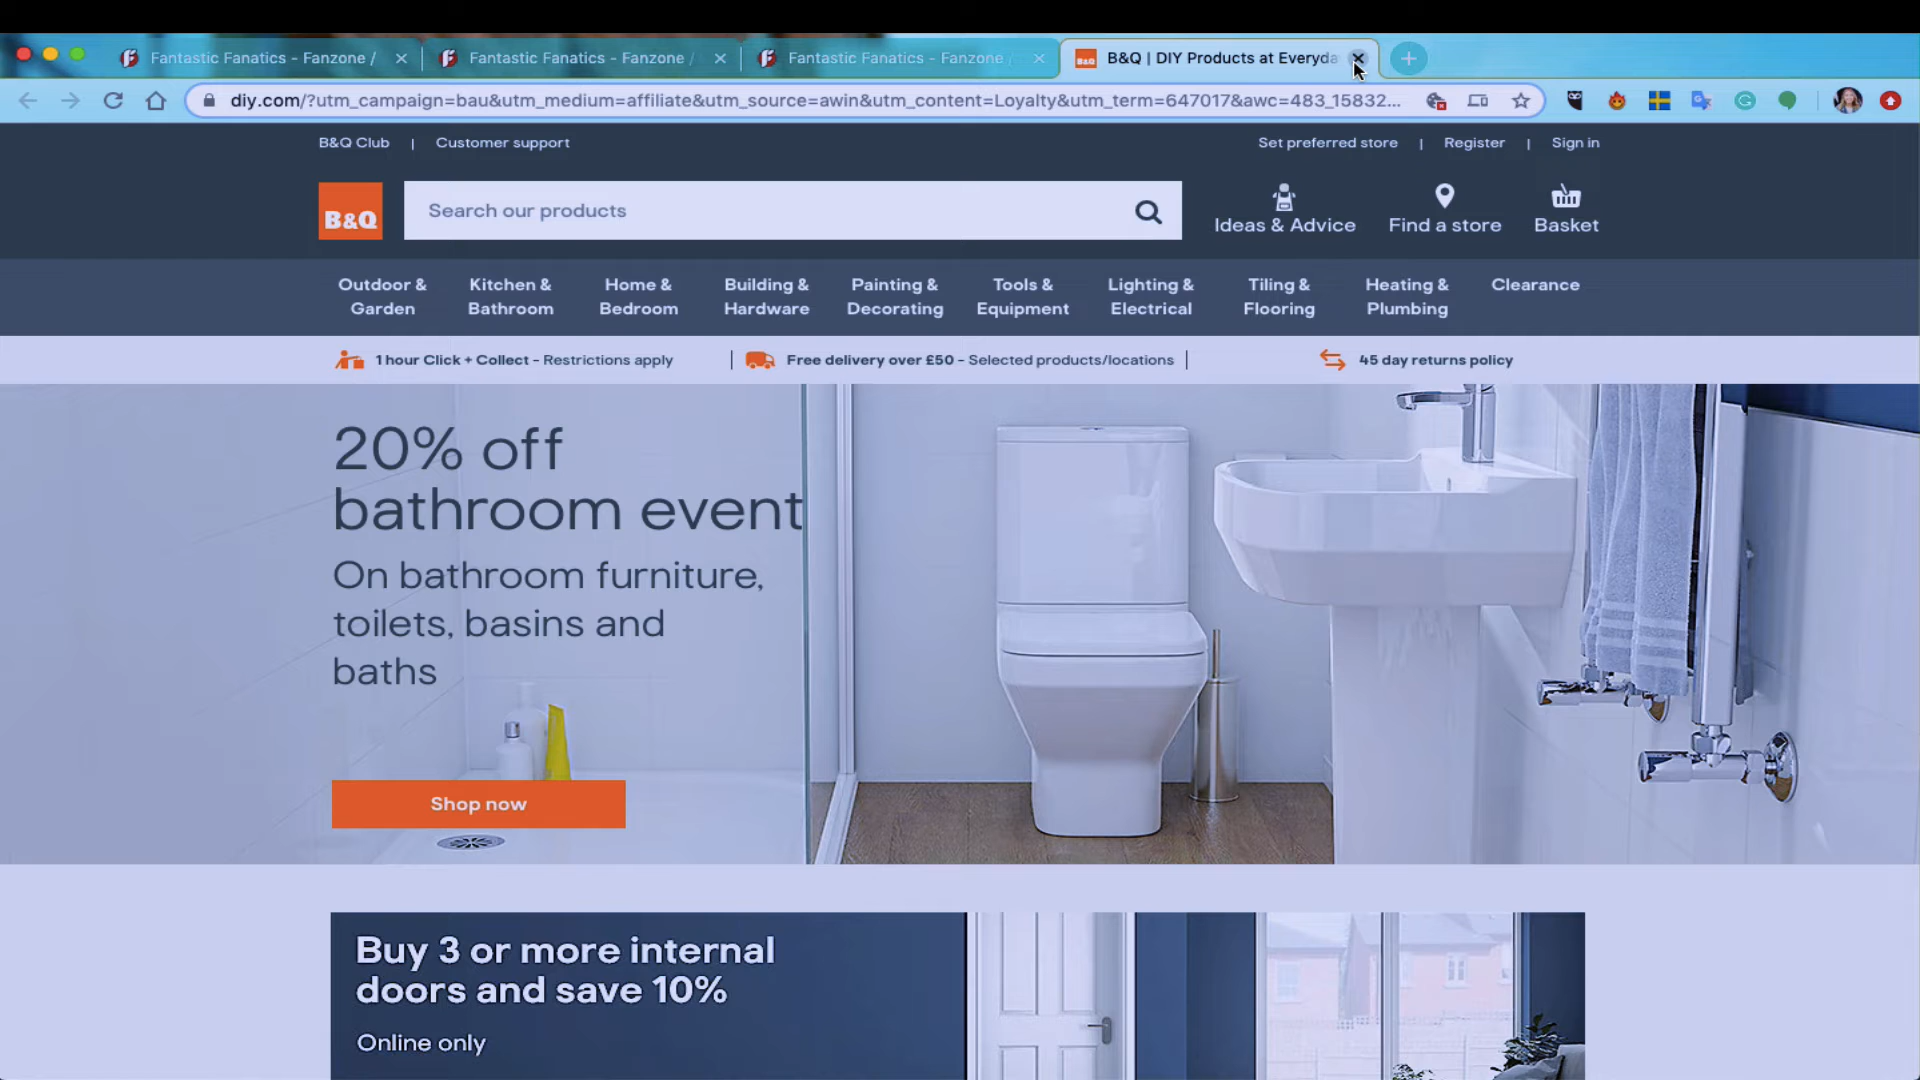 Fantastic Fanatics - Fanzone /
Fantastic Fanatics - Fanzone /
Fantastic Fanatics - Fanzone /
B&Q | DIY Products at Everyda
diy.com/?utm_campaign=bau&utm_medium=affiliate&utm_source=awin&utm_content=Loyalty&utm_term=647017&awc=483_15832...
B&Q Club | Customer support
Set preferred store | Register | Sign in
B&Q
Search our products
Ideas & Advice
Find a store
Basket
Outdoor &
Garden
Kitchen &
Bathroom
Home &
Bedroom
Building &
Hardware
Painting &
Decorating
Tools &
Equipment
Lighting &
Electrical
Tiling &
Flooring
Heating &
Plumbing
Clearance
1 hour Click + Collect - Restrictions apply
Free delivery over £50 - Selected products/locations
45 day returns policy
20% off
bathroom event
On bathroom furniture,
toilets, basins and
baths
Shop now
Buy 3 or more internal
doors and save 10%
Online only